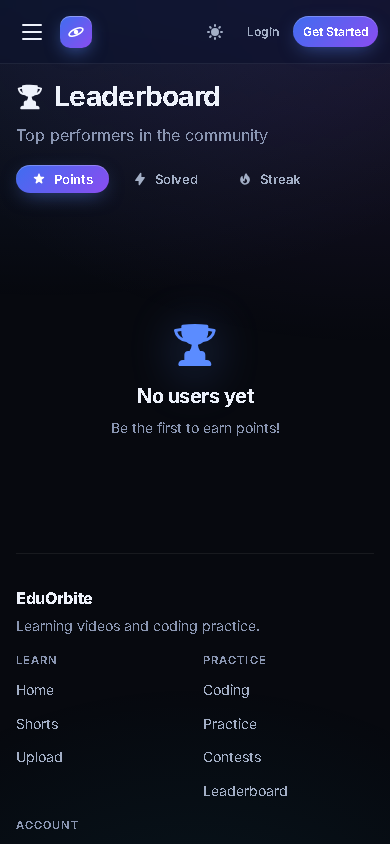 Login
Get Started
Leaderboard
Top performers in the community
Points
Solved
Streak
No users yet
Be the first to earn points!
EduOrbite
Learning videos and coding practice.
LEARN
PRACTICE
Home
Coding
Shorts
Practice
Upload
Contests
Leaderboard
ACCOUNT